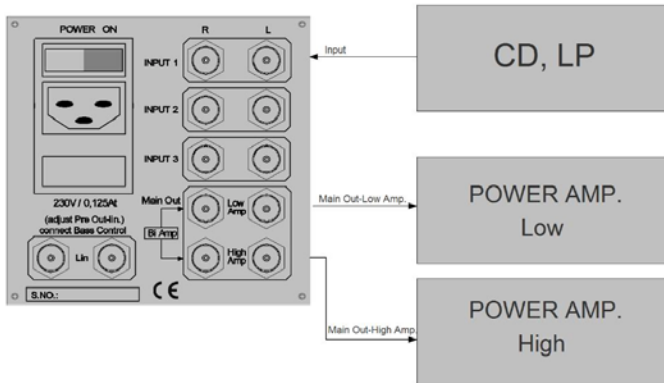 POWER ON
R L
INPUT 1
INPUT 2
INPUT 3
230V / 0,125At
(adjust Pre Out-lin.)
connect Base Control
Lin
S.NO.:
CE
Main Out
Bi Amp
Low
Amp
High
Amp
Input
CD, LP
Main Out-Low Amp.
POWER AMP.
Low
Main Out-High Amp.
POWER AMP.
High